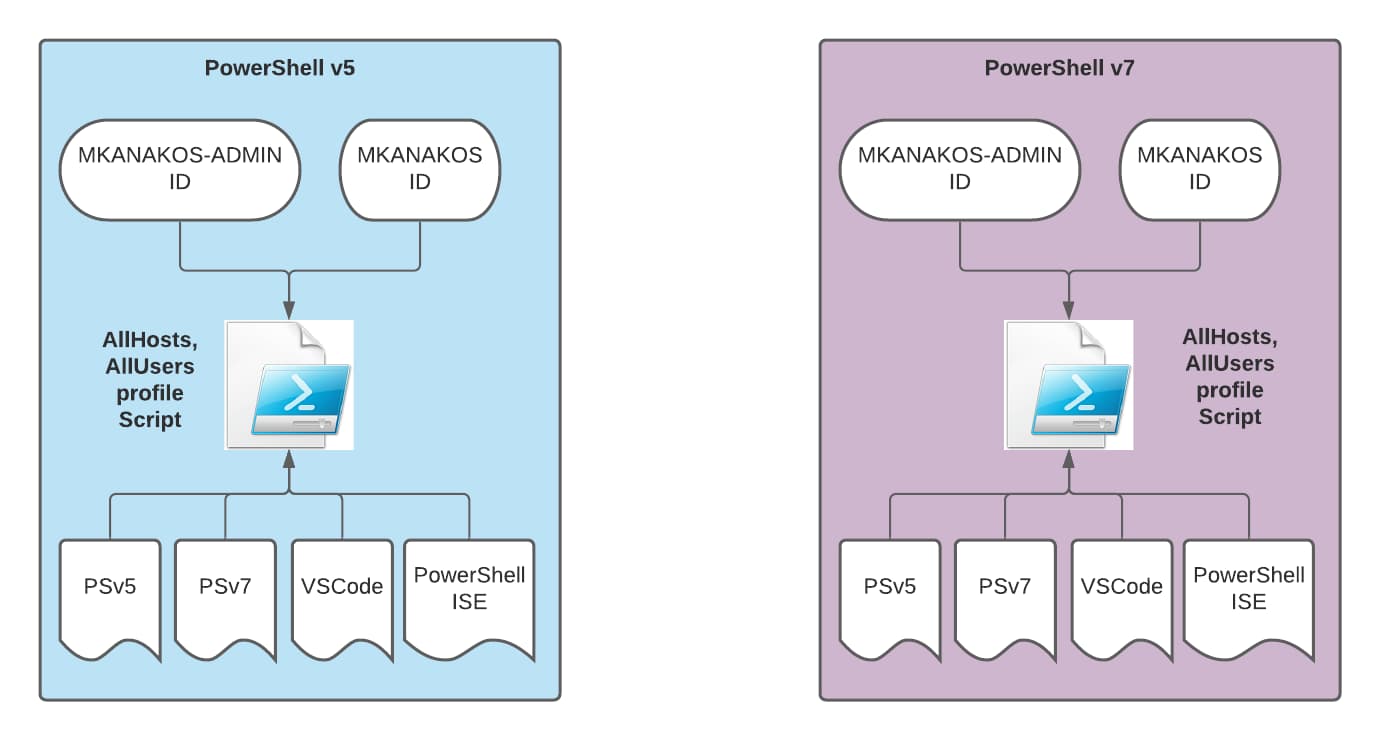 PowerShell v5
MKANAKOS-ADMIN
ID
MKANAKOS
ID
AllHosts,
AllUsers
profile
Script
PSv5
PSv7
VSCode
PowerShell
ISE
PowerShell v7
MKANAKOS-ADMIN
ID
MKANAKOS
ID
AllHosts,
AllUsers
profile
Script
PSv5
PSv7
VSCode
PowerShell
ISE